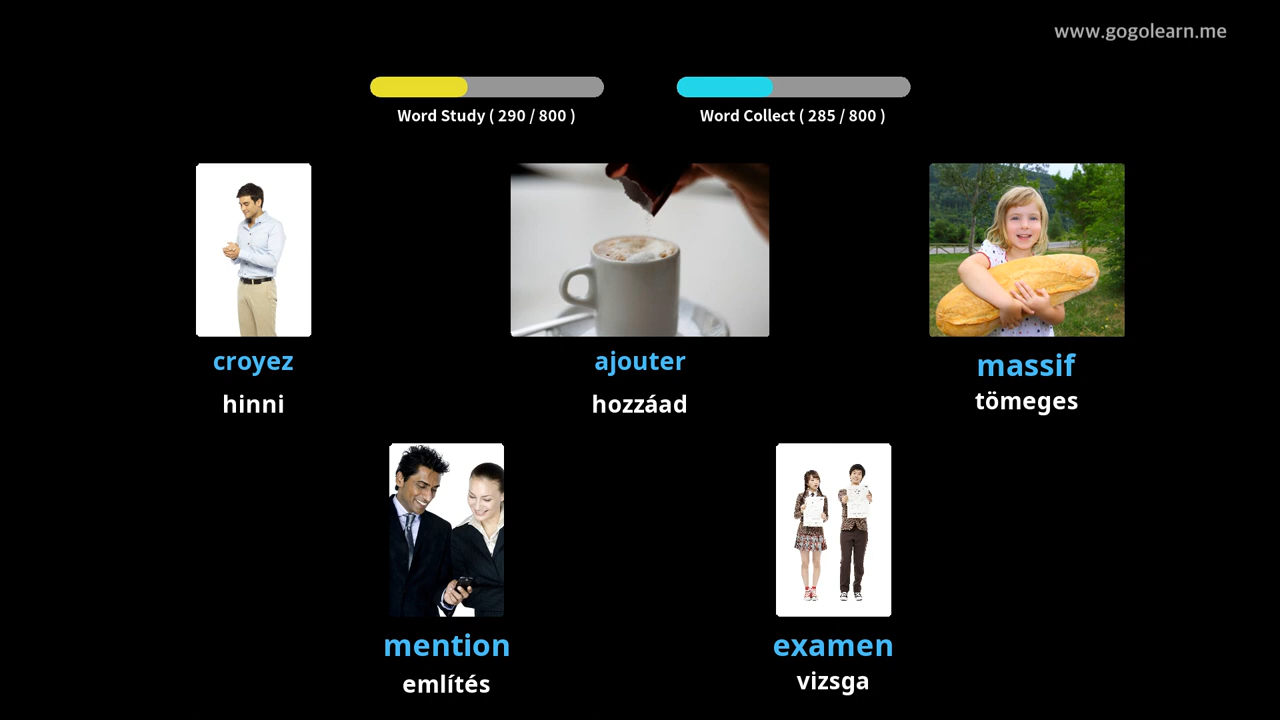 www.gogolearn.me
Word Study ( 290 / 800 )
Word Collect ( 285 / 800 )
croyez
hinni
ajouter
hozzáad
massif
tömeges
mention
említés
examen
vizsga